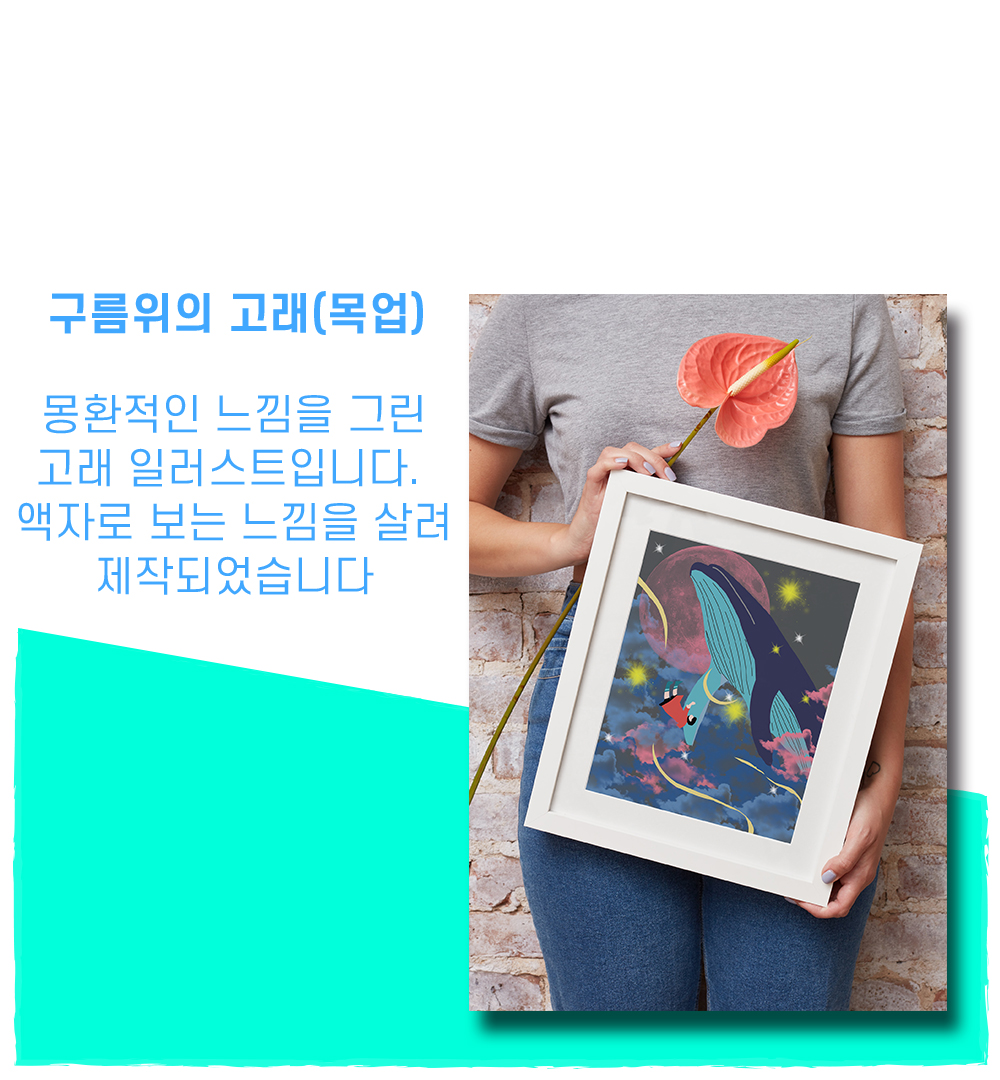 구름위의 고래(목업)
몽환적인 느낌을 그린
고래 일러스트입니다.
액자로 보는 느낌을 살려
제작되었습니다